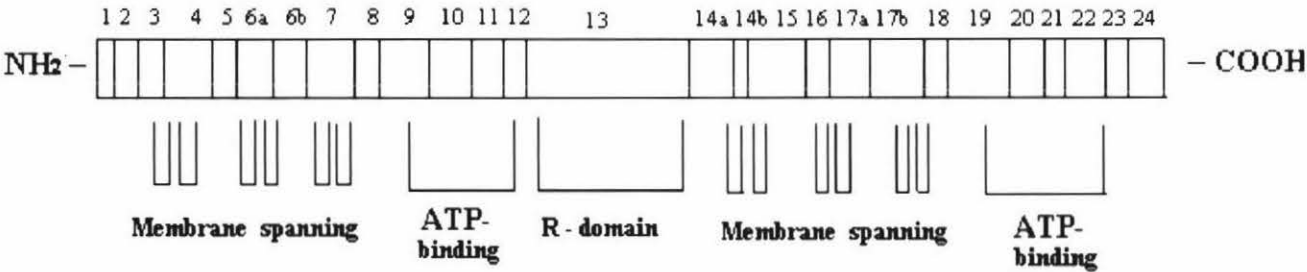 1 2 3 4 5 6a 6b 7 8 9 10 11 12 13 14a 14b 15 16 17a 17b 18 19 20 21 22 23 24
NH2 – – COOH
Membrane spanning ATP- R - domain Membrane spanning ATP-
binding binding